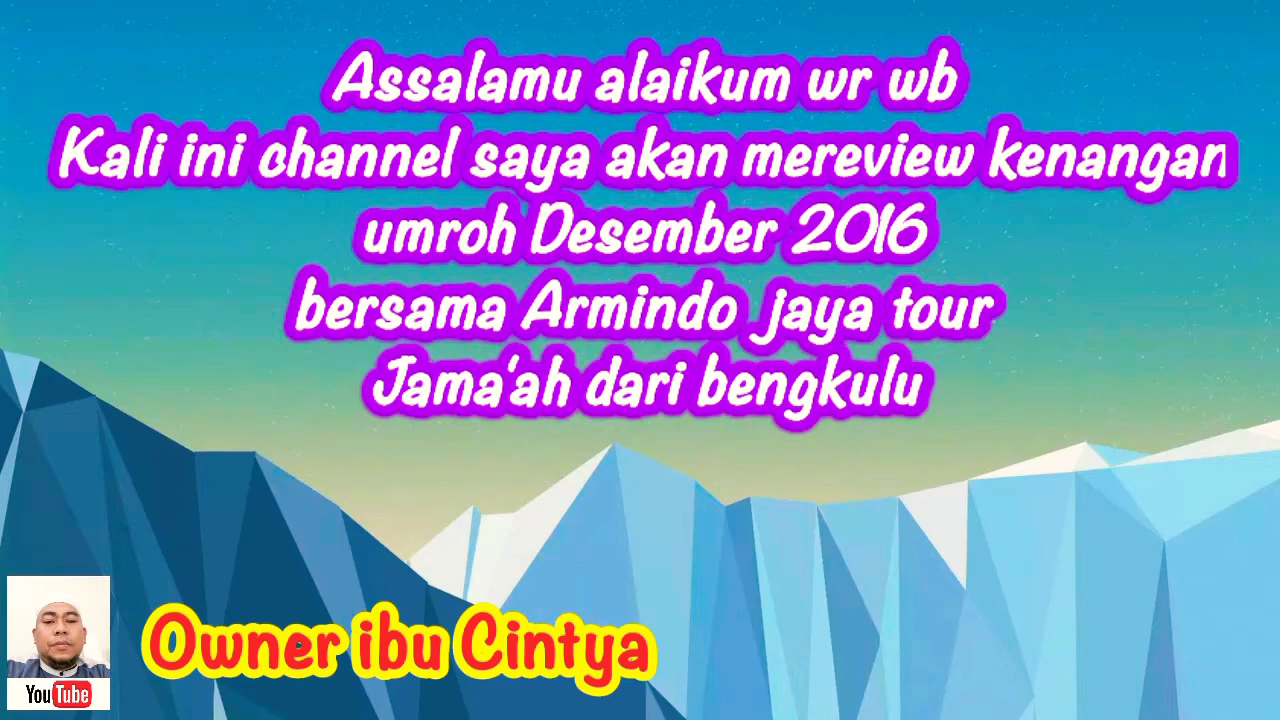 Assalamu alaikum wr wb
Kali ini channel saya akan mereview kenangan
umroh Desember 2016
bersama Armindo jaya tour
Jama'ah dari bengkulu
Owner ibu Cintya
YouTube